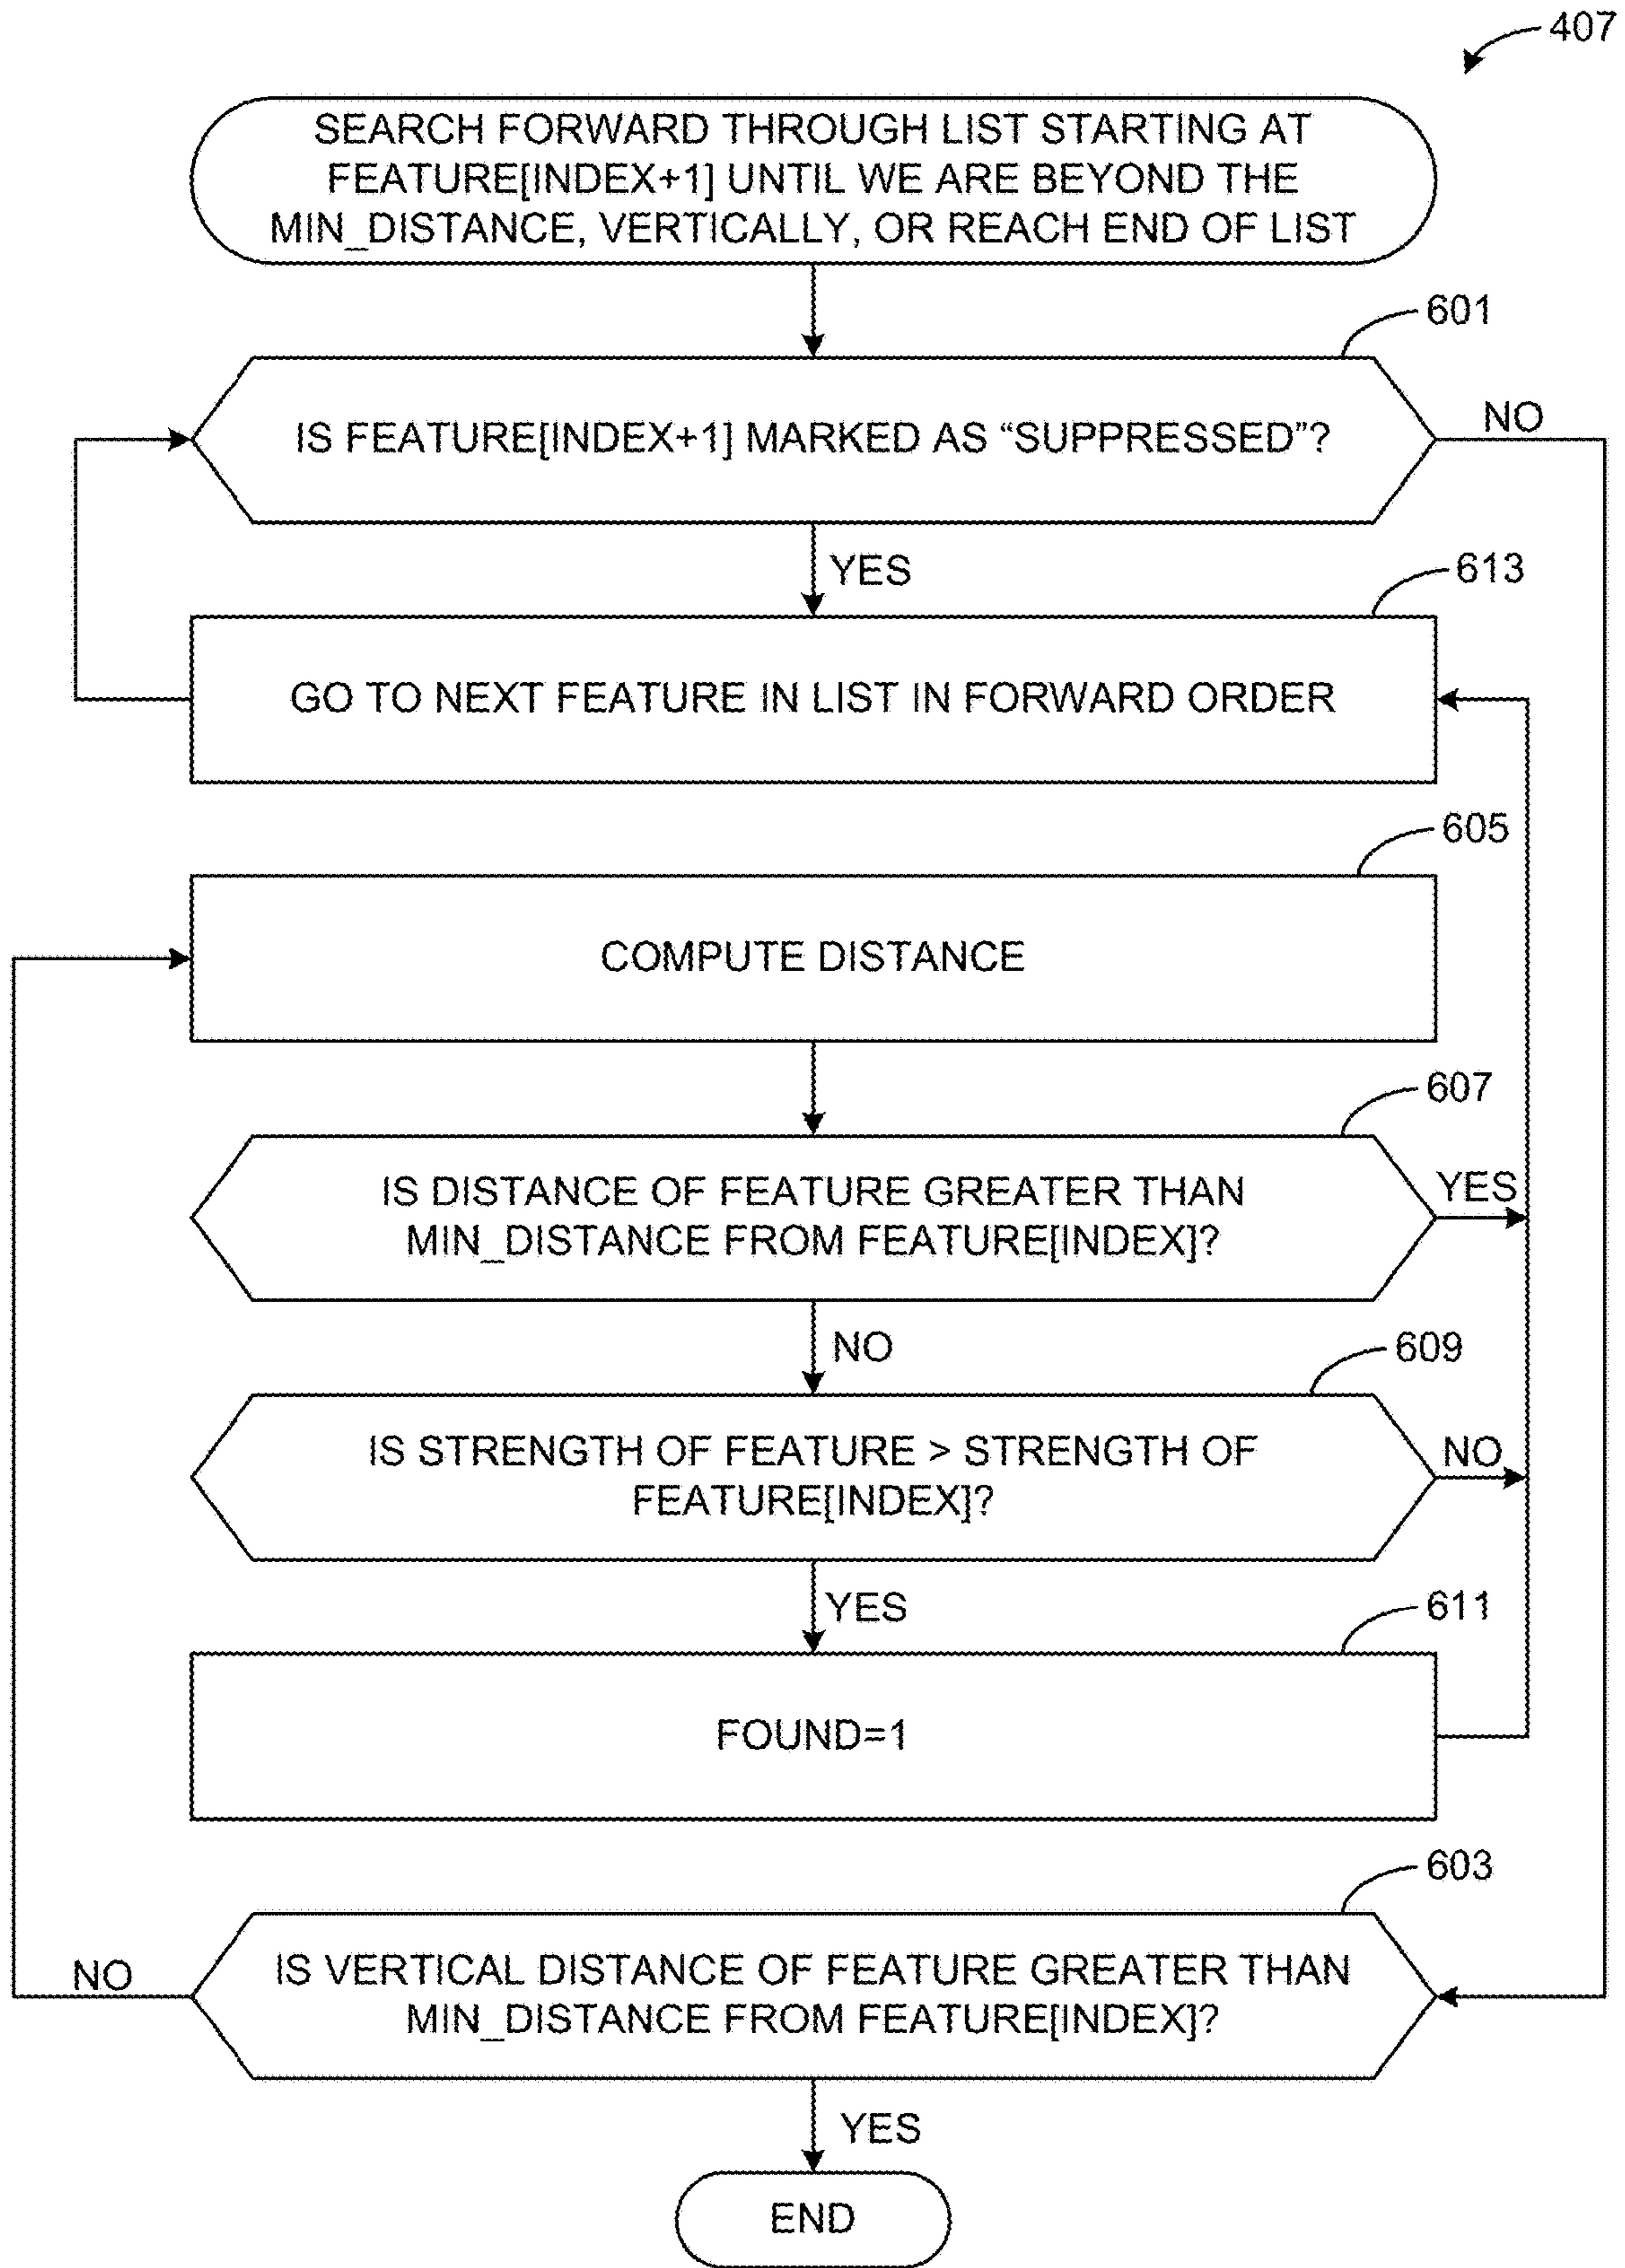 407
SEARCH FORWARD THROUGH LIST STARTING AT
FEATURE[INDEX+1] UNTIL WE ARE BEYOND THE
MIN_DISTANCE, VERTICALLY, OR REACH END OF LIST
601
IS FEATURE[INDEX+1] MARKED AS “SUPPRESSED”?
NO
YES
613
GO TO NEXT FEATURE IN LIST IN FORWARD ORDER
605
COMPUTE DISTANCE
607
IS DISTANCE OF FEATURE GREATER THAN
MIN_DISTANCE FROM FEATURE[INDEX]?
YES
NO
609
IS STRENGTH OF FEATURE > STRENGTH OF
FEATURE[INDEX]?
NO
YES
611
FOUND=1
603
IS VERTICAL DISTANCE OF FEATURE GREATER THAN
MIN_DISTANCE FROM FEATURE[INDEX]?
NO
YES
END